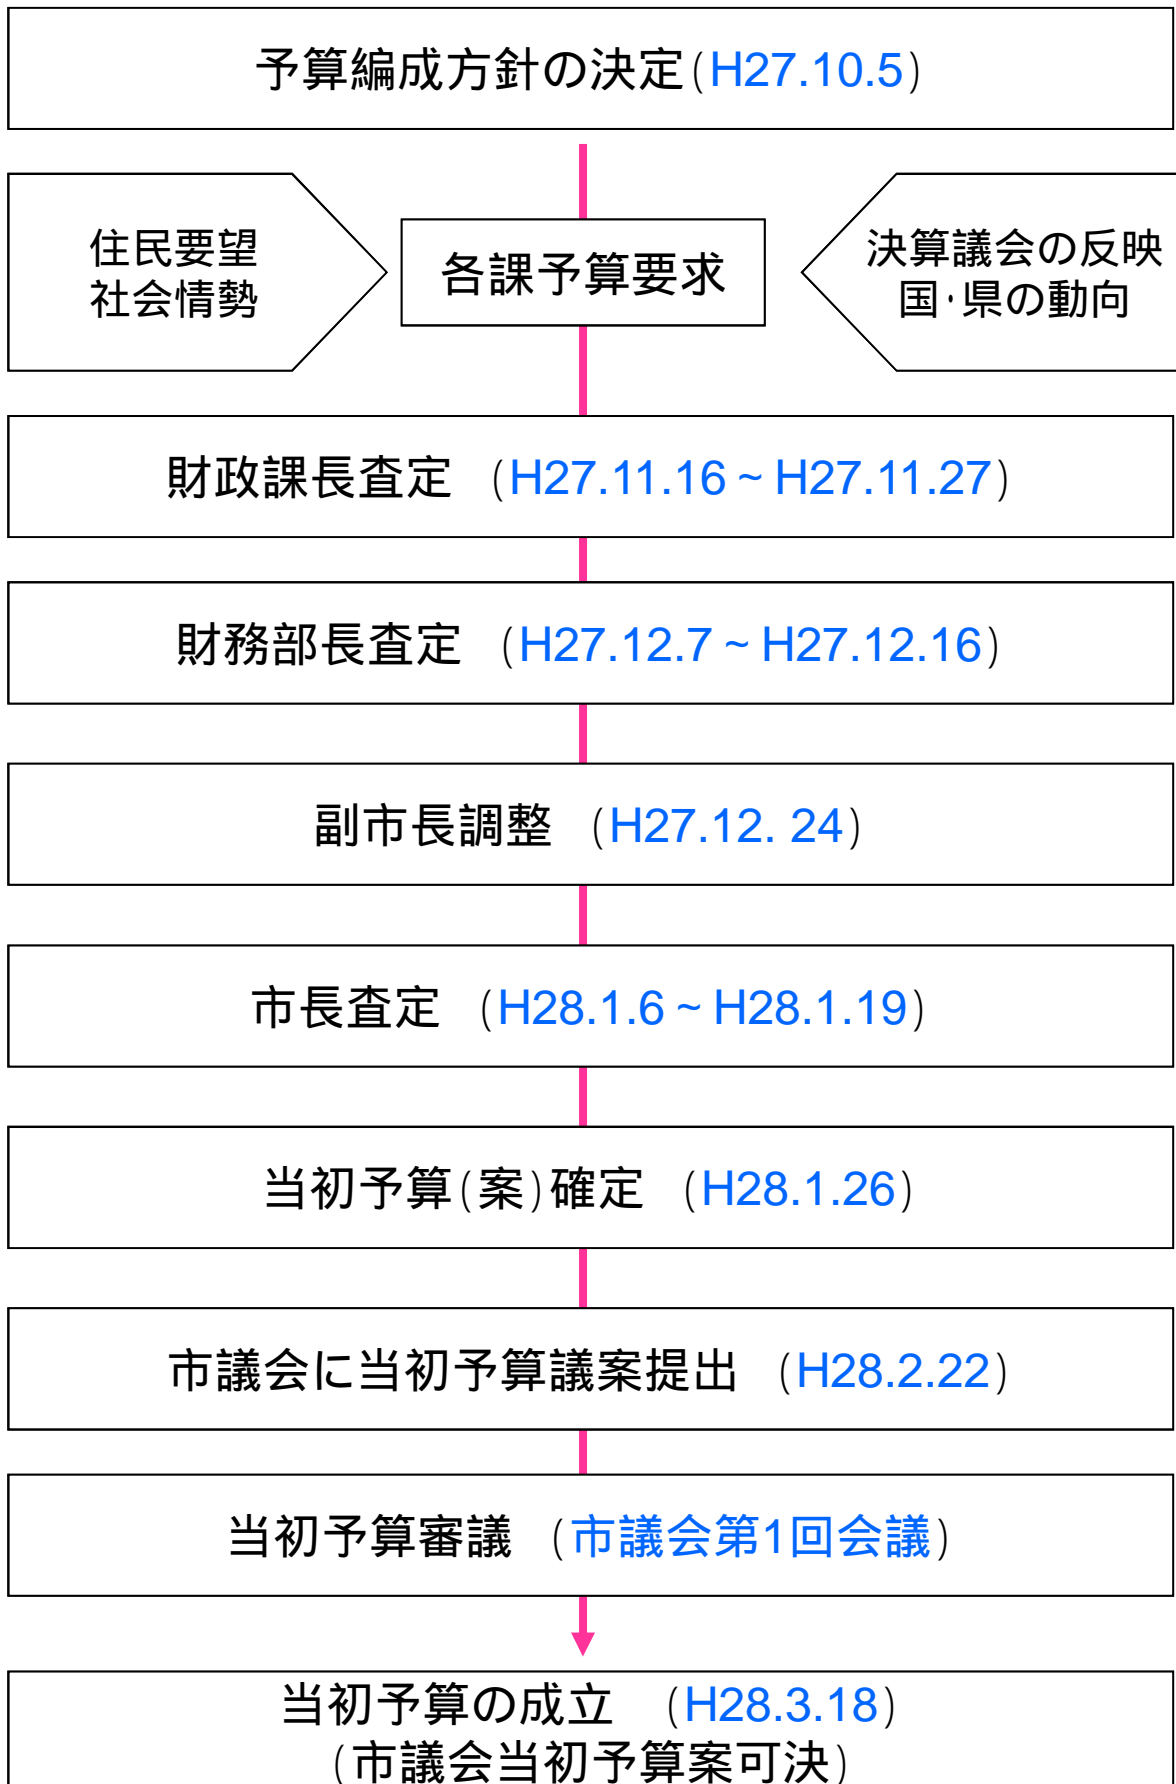 予算編成方針の決定(H27.10.5)
住民要望
社会情勢
各課予算要求
決算議会の反映
国・県の動向
財政課長査定 (H27.11.16~H27.11.27)
財務部長査定 (H27.12.7~H27.12.16)
副市長調整 (H27.12. 24)
市長査定 (H28.1.6~H28.1.19)
当初予算(案)確定 (H28.1.26)
市議会に当初予算議案提出 (H28.2.22)
当初予算審議 (市議会第1回会議)
当初予算の成立 (H28.3.18)
(市議会当初予算案可決)